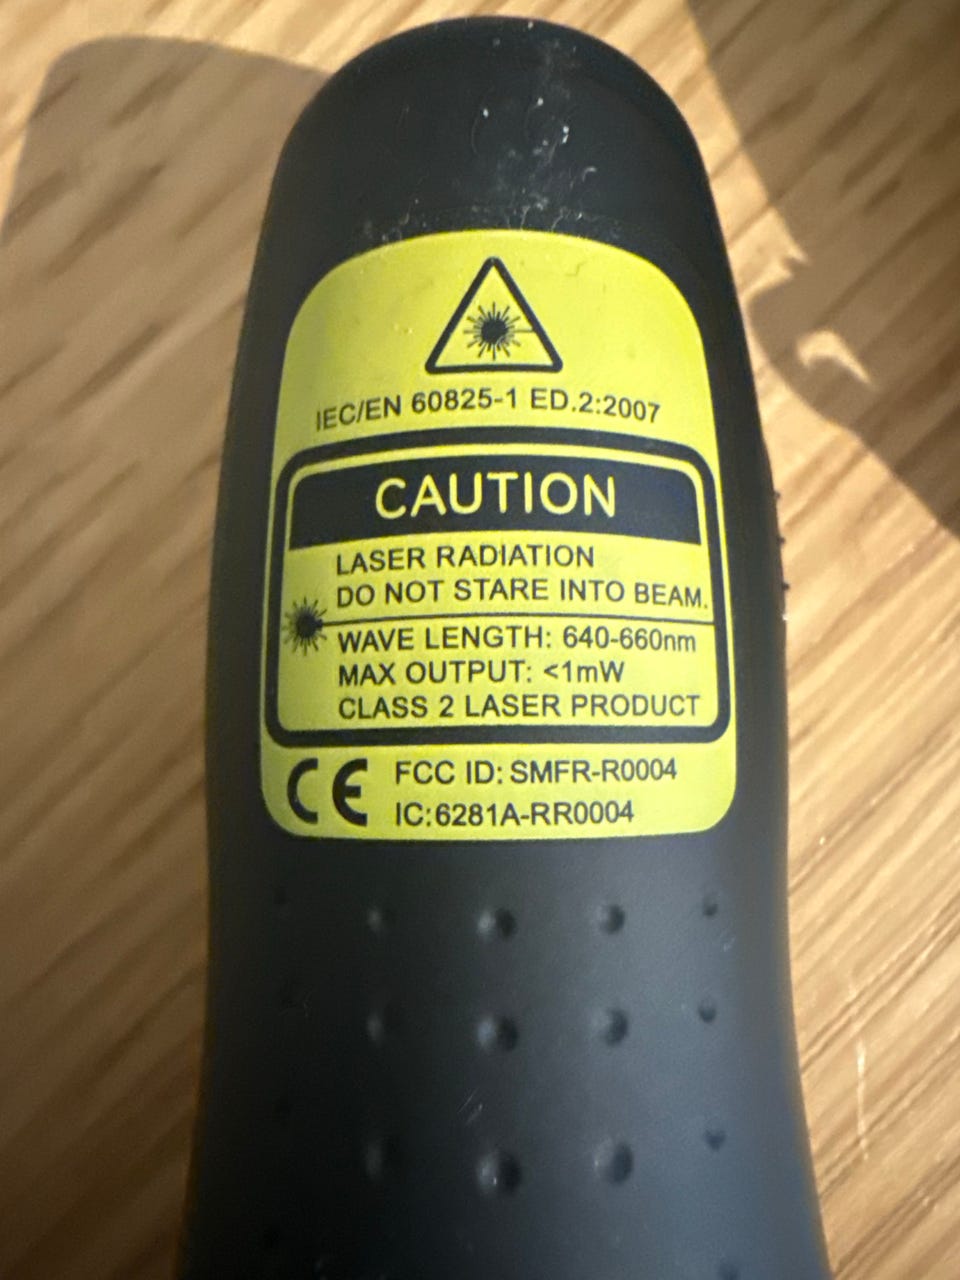 IEC/EN 60825-1 ED.2:2007
CAUTION
LASER RADIATION
DO NOT STARE INTO BEAM.
WAVE LENGTH: 640-660nm
MAX OUTPUT: <1mW
CLASS 2 LASER PRODUCT
CE FCC ID: SMFR-R0004
IC:6281A-RR0004